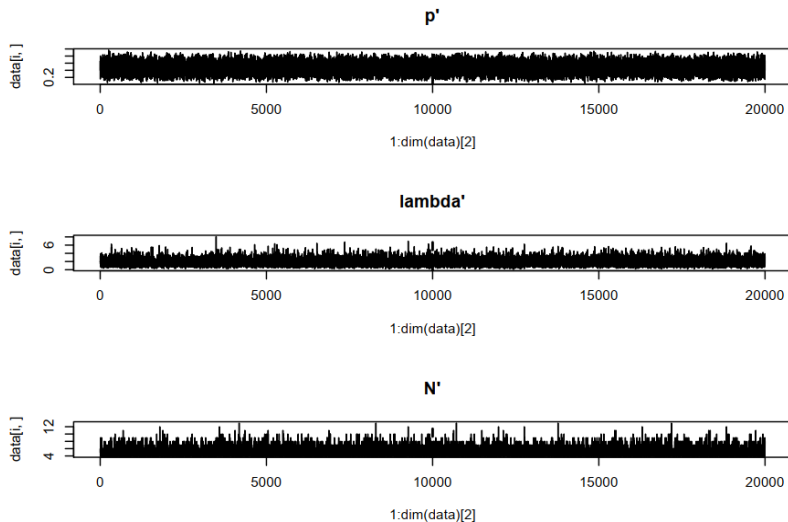 p'
data[i, ]
0.2
0 5000 10000 15000 20000
1:dim(data)[2]
lambda'
data[i, ]
6
0
0 5000 10000 15000 20000
1:dim(data)[2]
N'
data[i, ]
12
4
0 5000 10000 15000 20000
1:dim(data)[2]